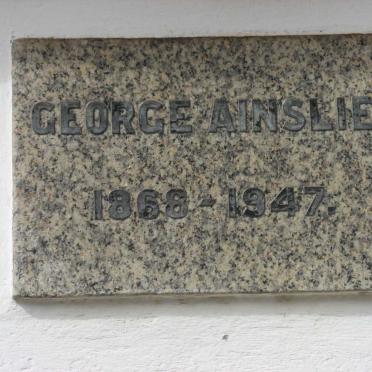 GEORGE AINSLIE
1868 - 1947.